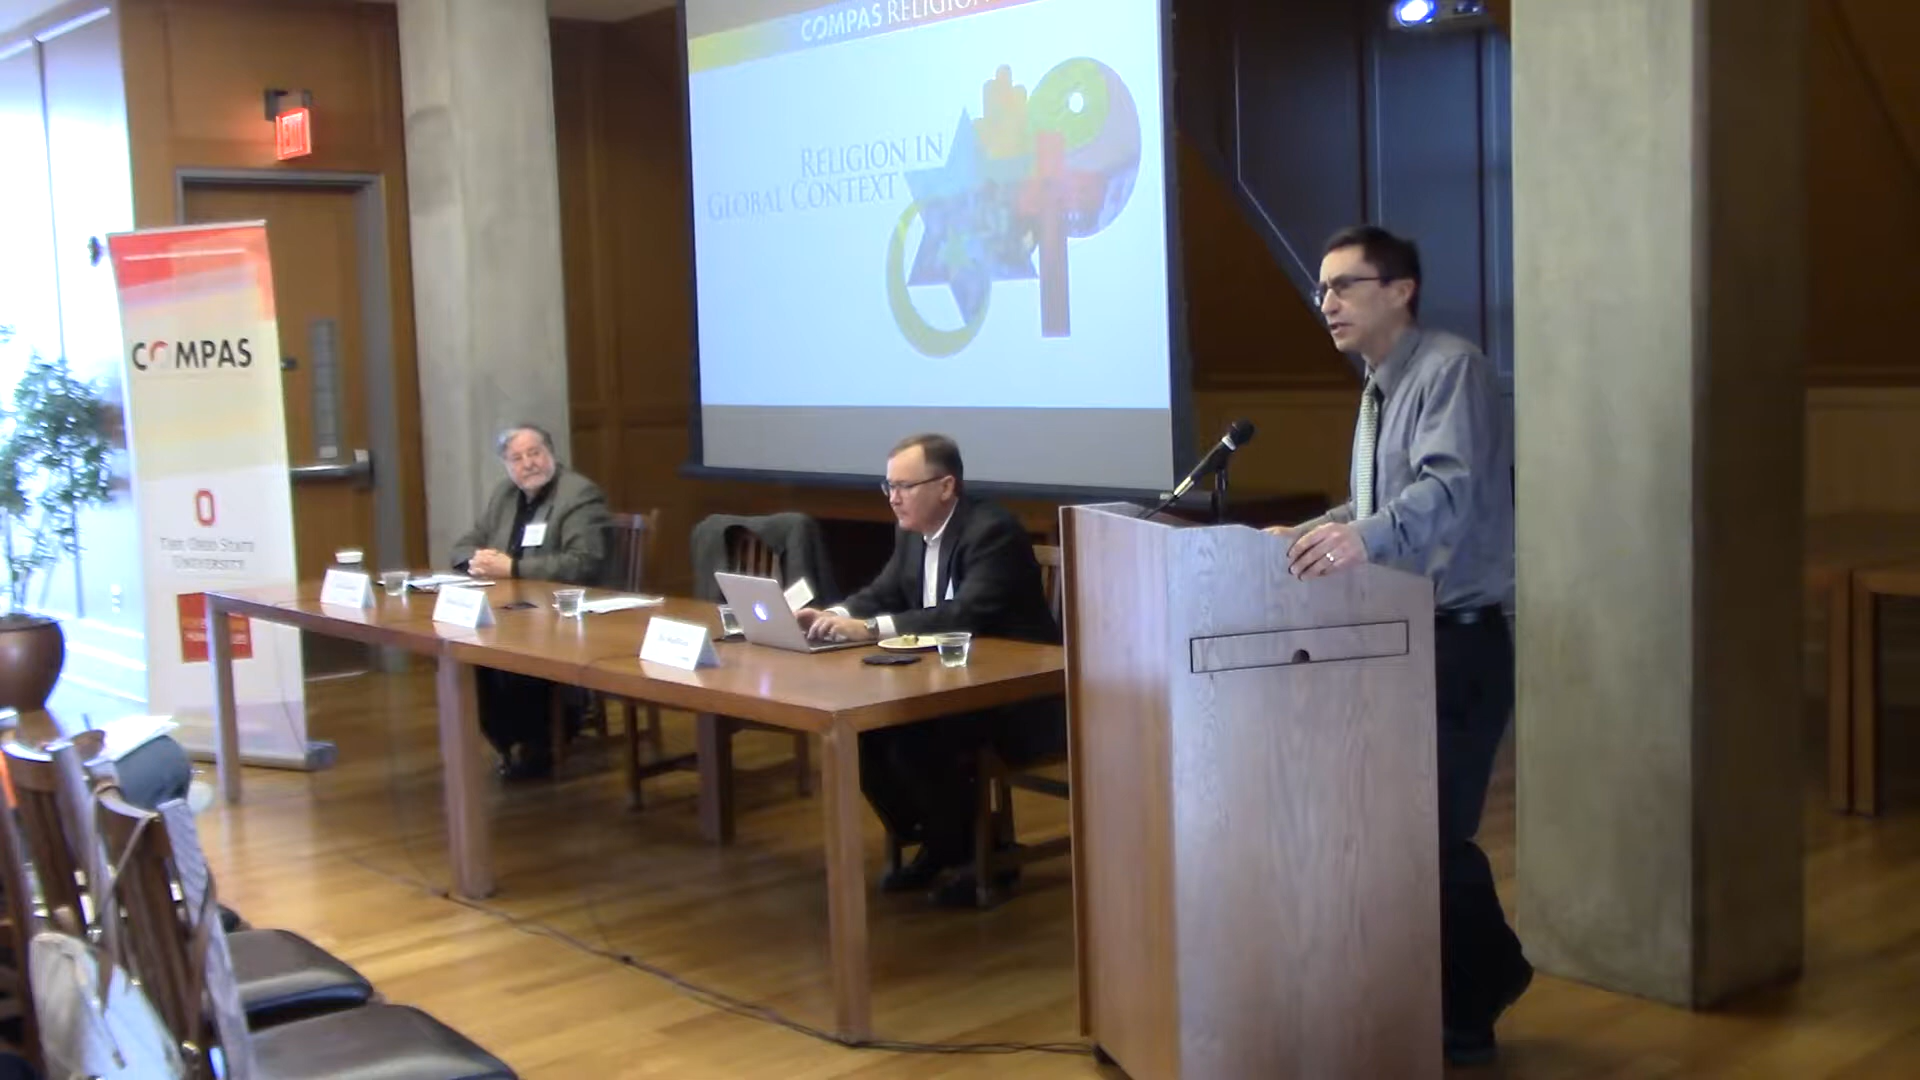 COMPAS RELIGION
RELIGION IN
GLOBAL CONTEXT
EXIT
COMPAS
THE OHIO STATE
UNIVERSITY